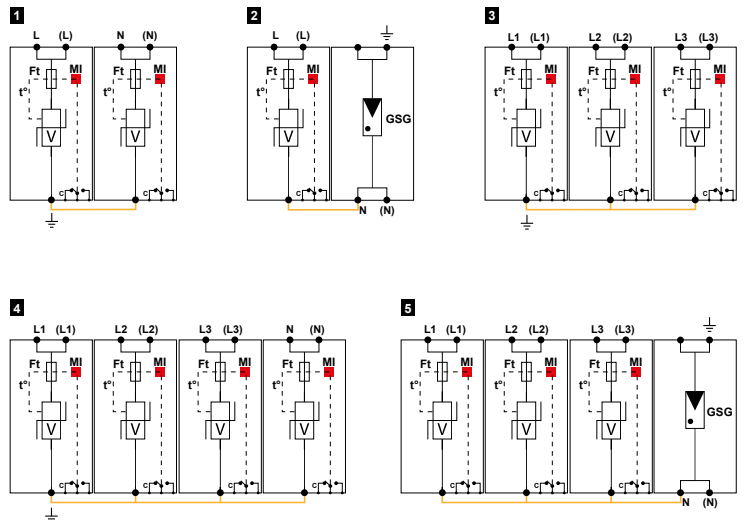 1 2 3
L (L) N (N) L (L) L1 (L1) L2 (L2) L3 (L3)
Ft MI Ft MI Ft MI Ft MI Ft MI Ft MI
t° t° t° t° t° t°
GSG
V V V V V V
C C C C C C
N (N)
4 5
L1 (L1) L2 (L2) L3 (L3) N (N) L1 (L1) L2 (L2) L3 (L3)
Ft MI Ft MI Ft MI Ft MI Ft MI Ft MI Ft MI
t° t° t° t° t° t° t°
GSG
V V V V V V V
C C C C C C C
N (N)